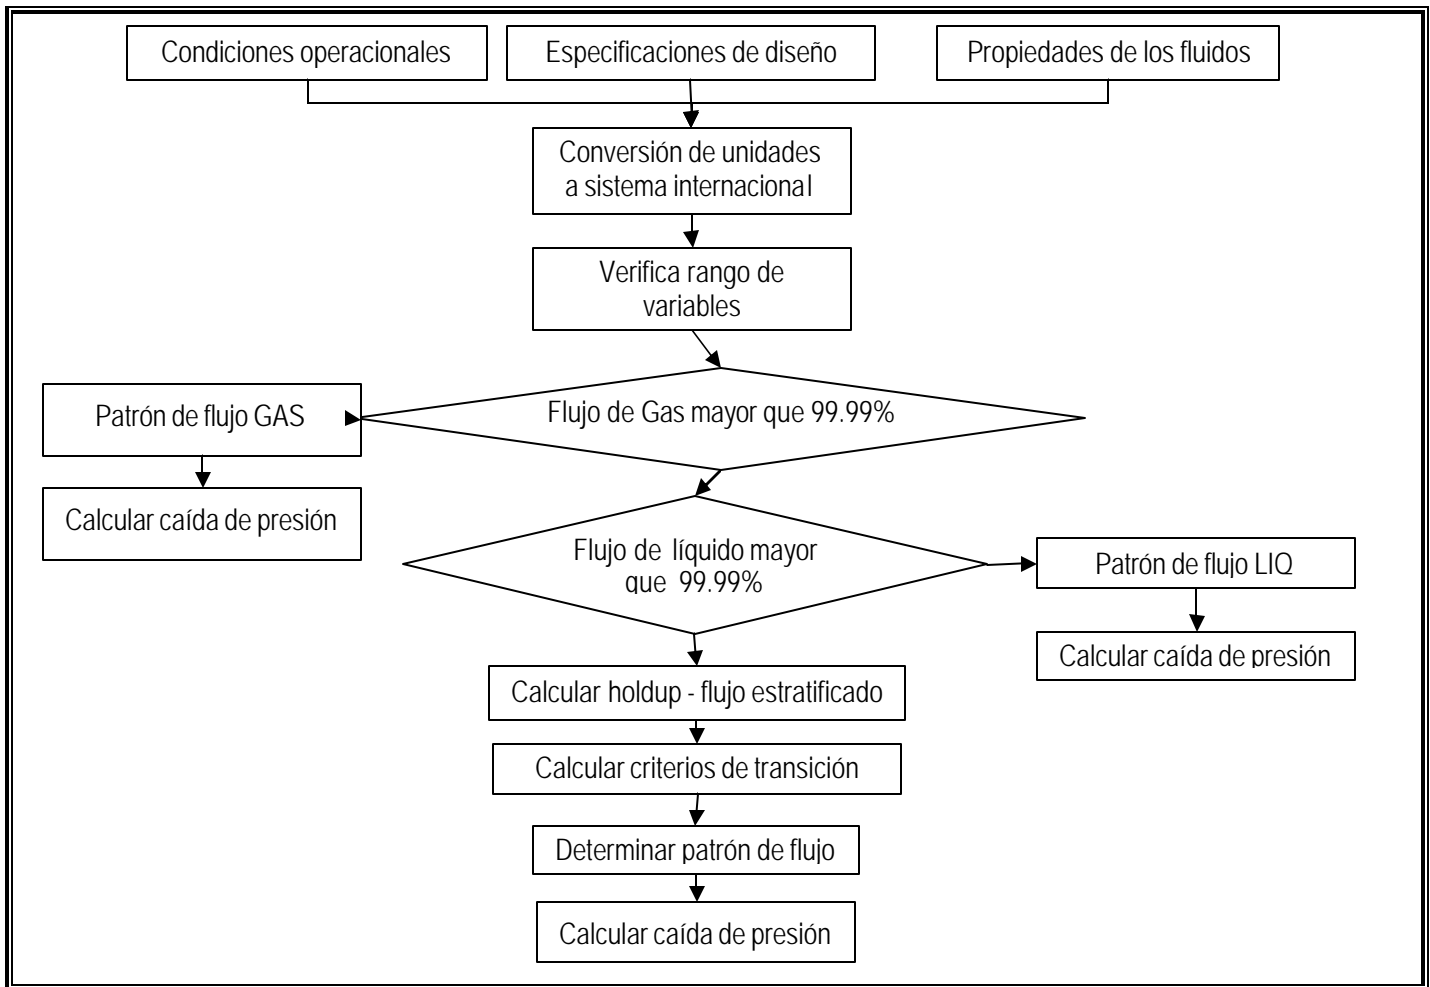 Condiciones operacionales
Especificaciones de diseño
Propiedades de los fluidos
Conversión de unidades
a sistema internacional
Verifica rango de
variables
Patrón de flujo GAS
Flujo de Gas mayor que 99.99%
Calcular caída de presión
Flujo de líquido mayor
que 99.99%
Patrón de flujo LIQ
Calcular caída de presión
Calcular holdup - flujo estratificado
Calcular criterios de transición
Determinar patrón de flujo
Calcular caída de presión